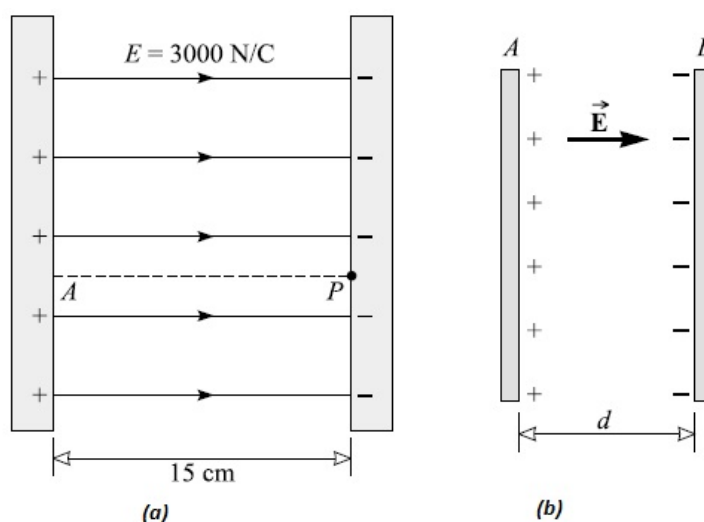 E = 3000 N/C
+ −
+ −
+ −
A P
+ −
+ −
15 cm
(a)
A
+ −
E
+ −
+ −
+ −
+ −
+ −
d
(b)